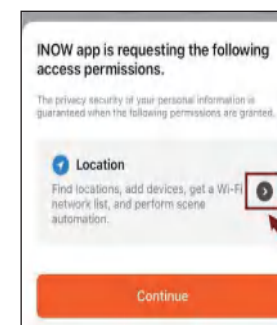 INOW app is requesting the following
access permissions.
The privacy security of your personal information is
guaranteed when the following permissions are granted.
Location
Find locations, add devices, get a Wi-Fi
network list, and perform scene
automation.
Continue